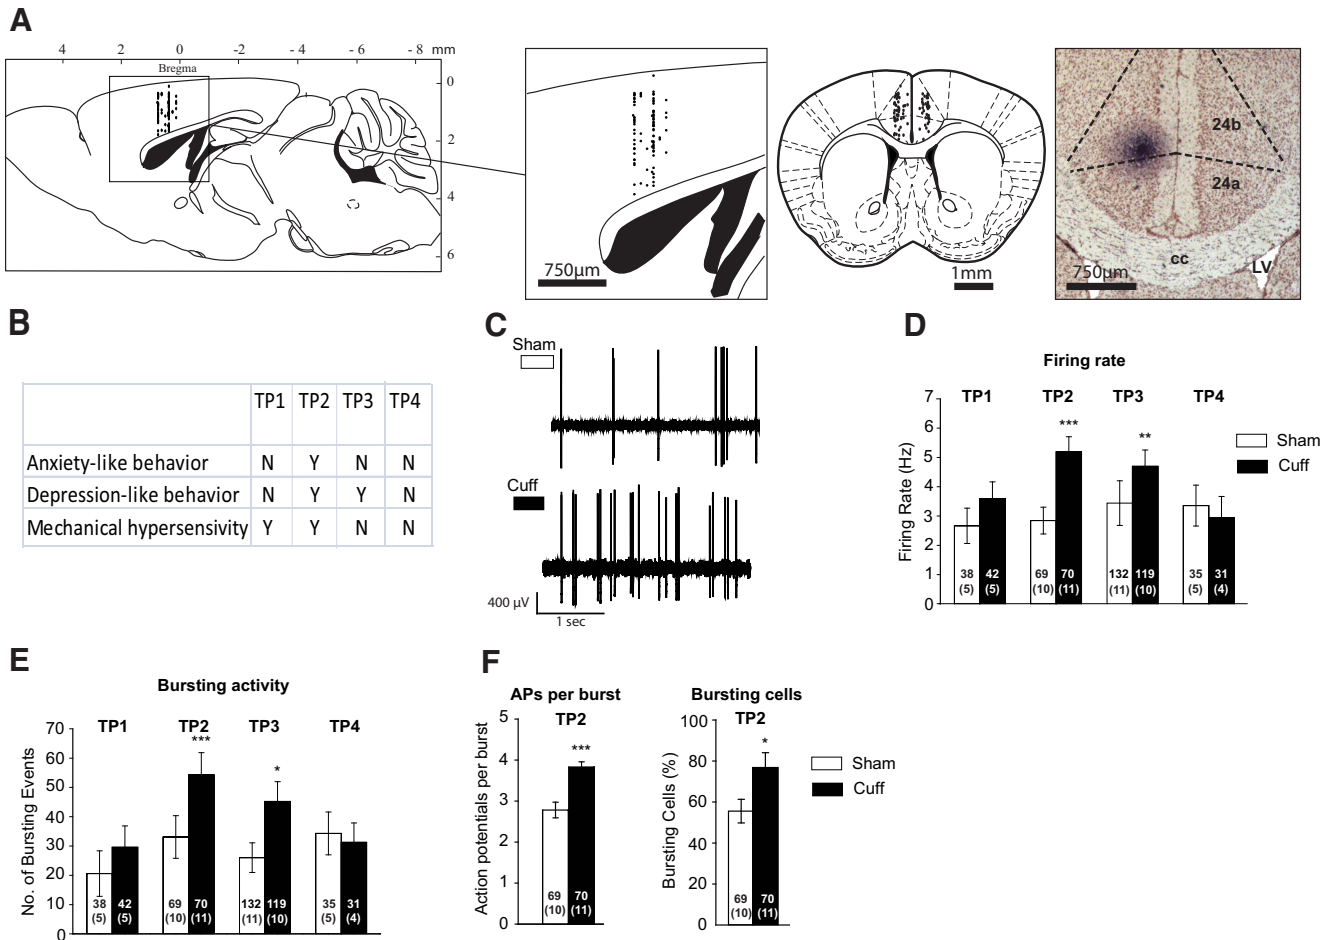 A
4 2 0 -2 -4 -6 -8 mm
Bregma
0
2
4
6
750µm
1mm
24b
24a
cc
LV
750µm
B
TP1 TP2 TP3 TP4
Anxiety-like behavior N Y N N
Depression-like behavior N Y Y N
Mechanical hypersensivity Y Y N N
C
Sham
Cuff
400 µV
1 sec
D
Firing rate
TP1 TP2 TP3 TP4
*** **
Sham
Cuff
Firing Rate (Hz)
7
6
5
4
3
2
1
0
38 42 69 70 132 119 35 31
(5) (5) (10) (11) (11) (10) (5) (4)
E
Bursting activity
TP1 TP2 TP3 TP4
*** *
No. of Bursting Events
70
60
50
40
30
20
10
0
38 42 69 70 132 119 35 31
(5) (5) (10) (11) (11) (10) (5) (4)
F
APs per burst
TP2
***
Action potentials per burst
5
4
3
2
1
0
69 70
(10) (11)
Bursting cells
TP2
*
Bursting Cells (%)
100
80
60
40
20
0
69 70
(10) (11)
Sham
Cuff